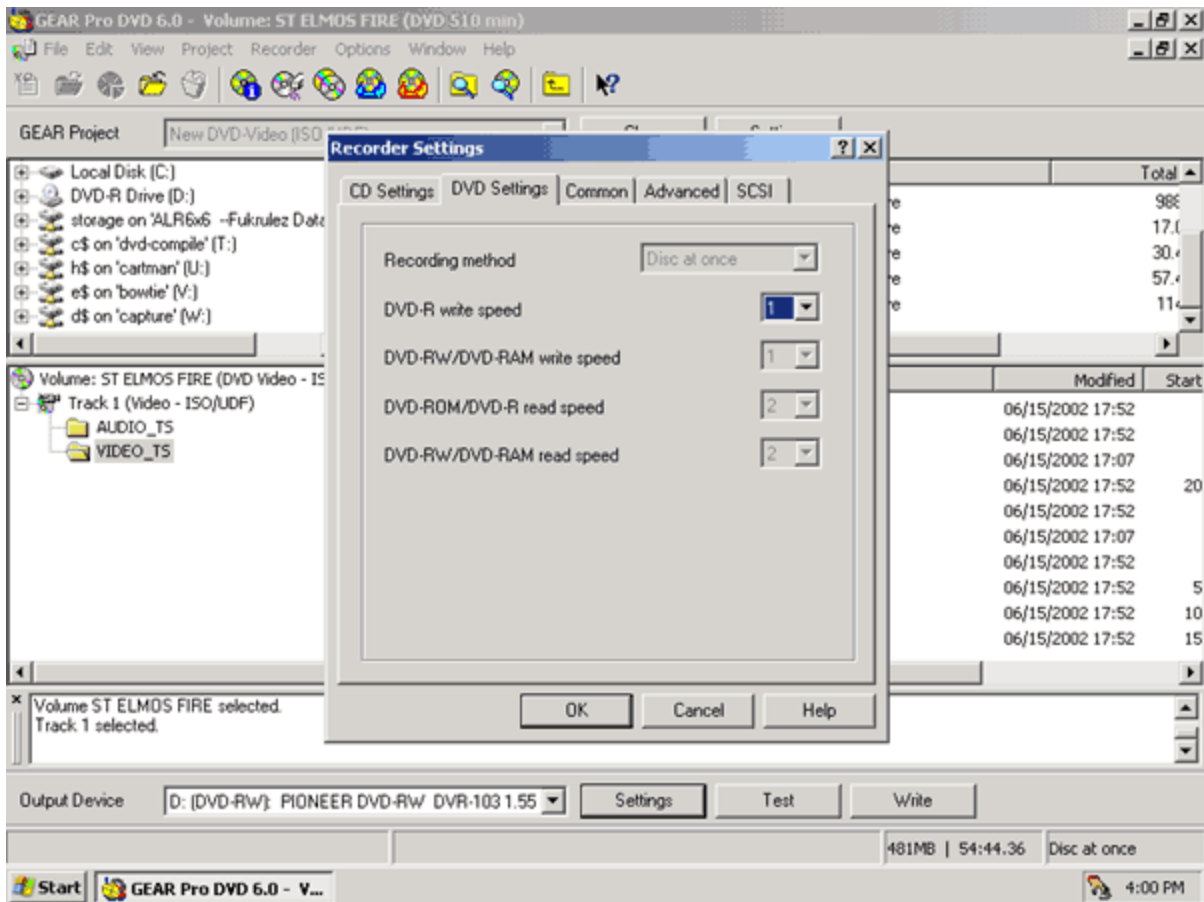 GEAR Pro DVD 6.0 - Volume: ST ELMOS FIRE (DVD 510 min)
File Edit View Project Recorder Options Window Help
GEAR Project
New DVD-Video (ISO
Recorder Settings
CD Settings
DVD Settings
Common
Advanced
SCSI
Recording method
Disc at once
DVD-R write speed
1
DVD-RW/DVD-RAM write speed
1
DVD-ROM/DVD-R read speed
2
DVD-RW/DVD-RAM read speed
2
OK
Cancel
Help
Local Disk (C:)
DVD-R Drive (D:)
storage on 'ALR6x6 --Fukrulez Data
c$ on 'dvd-compile' (T:)
h$ on 'cartman' (U:)
e$ on 'bowtie' (V:)
d$ on 'capture' (W:)
Total
Volume: ST ELMOS FIRE (DVD Video - IS
Track 1 (Video - ISO/UDF)
AUDIO_TS
VIDEO_TS
Modified Start
06/15/2002 17:52
06/15/2002 17:52
06/15/2002 17:07
06/15/2002 17:52 20
06/15/2002 17:52
06/15/2002 17:07
06/15/2002 17:52
06/15/2002 17:52 5
06/15/2002 17:52 10
06/15/2002 17:52 15
Volume ST ELMOS FIRE selected.
Track 1 selected.
Output Device
D: (DVD-RW): PIONEER DVD-RW DVR-103 1.55
Settings
Test
Write
481MB | 54:44.36
Disc at once
Start
GEAR Pro DVD 6.0 - V...
4:00 PM